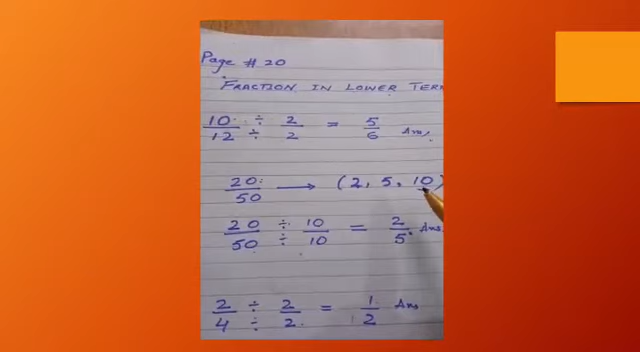 Page # 20
FRACTION IN LOWER TER
10/12 ÷ 2/2 = 5/6 Ans,
20/50 → (2, 5, 10)
20/50 ÷ 10/10 = 2/5 Ans.
2/4 ÷ 2/2 = 1/2 Ans